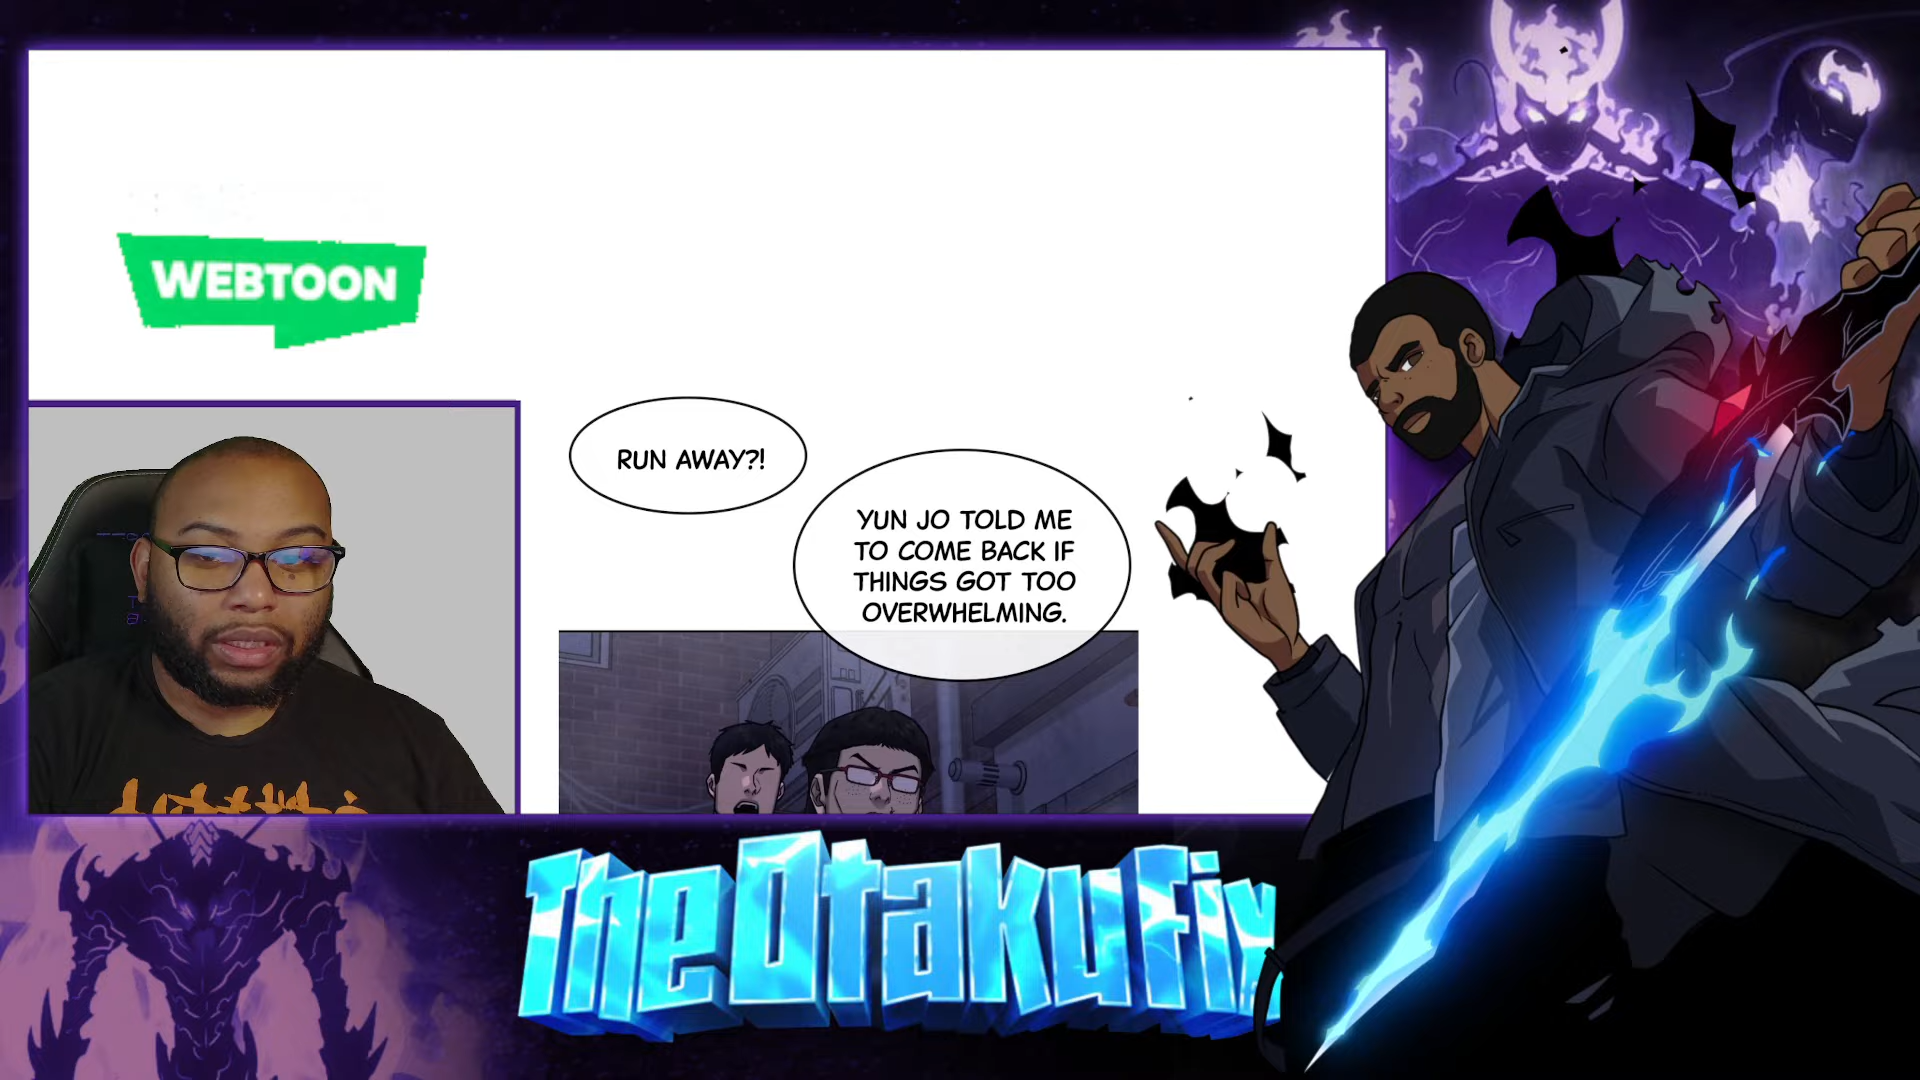 WEBTOON
RUN AWAY?!
YUN JO TOLD ME
TO COME BACK IF
THINGS GOT TOO
OVERWHELMING.
TheOtakuFix